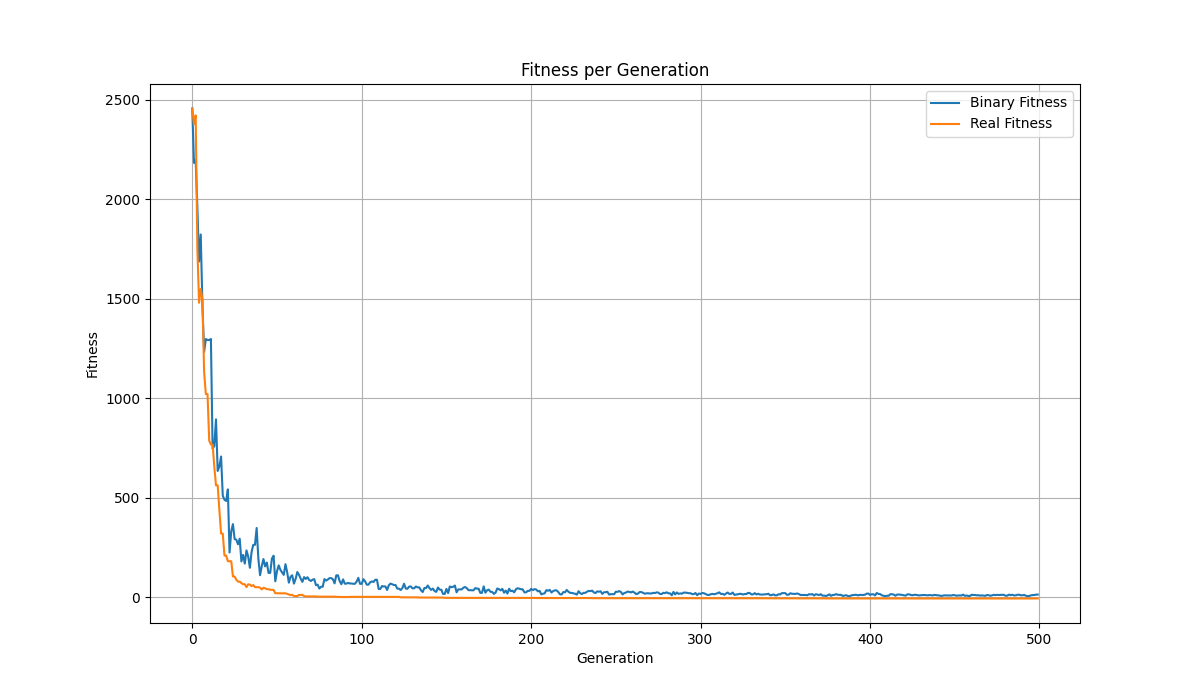 Fitness per Generation
Binary Fitness
Real Fitness
Fitness
2500
2000
1500
1000
500
0
0 100 200 300 400 500
Generation